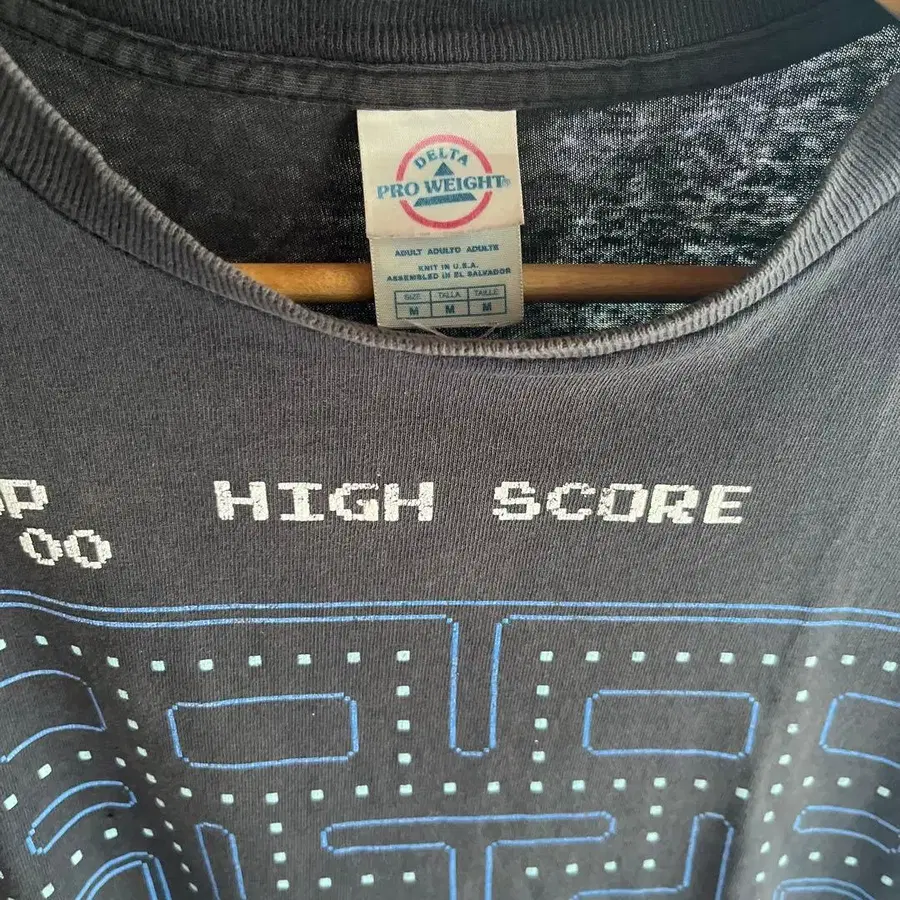 DELTA
PRO WEIGHT®
ADULT ADULTO ADULTE
KNIT IN U.S.A.
ASSEMBLED IN EL SALVADOR
SIZE TALLA TAILLE
M M M
HIGH SCORE
00